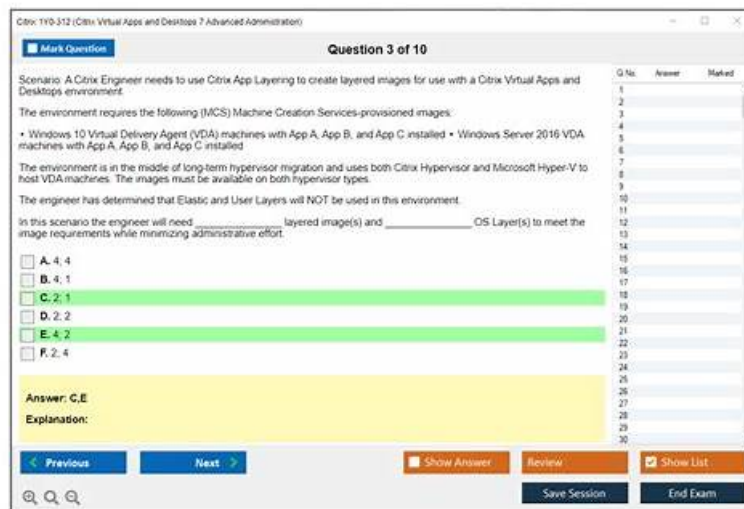 Citrix 1Y0-312 (Citrix Virtual Apps and Desktops 7 Advanced Administration)
Mark Question
Question 3 of 10
Q.No. Answer Marked
Scenario: A Citrix Engineer needs to use Citrix App Layering to create layered images for use with a Citrix Virtual Apps and
Desktops environment.
The environment requires the following (MCS) Machine Creation Services-provisioned images:
• Windows 10 Virtual Delivery Agent (VDA) machines with App A, App B, and App C installed • Windows Server 2016 VDA
machines with App A, App B, and App C installed
The environment is in the middle of long-term hypervisor migration and uses both Citrix Hypervisor and Microsoft Hyper-V to
host VDA machines. The images must be available on both hypervisor types.
The engineer has determined that Elastic and User Layers will NOT be used in this environment.
In this scenario the engineer will need ________________ layered image(s) and ________________ OS Layer(s) to meet the
image requirements while minimizing administrative effort.
A. 4; 4
B. 4; 1
C. 2; 1
D. 2; 2
E. 4; 2
F. 2; 4
Answer: C,E
Explanation:
1
2
3
4
5
6
7
8
9
10
11
12
13
14
15
16
17
18
19
20
21
22
23
24
25
26
27
28
29
30
Previous
Next
Show Answer
Review
Show List
Save Session
End Exam